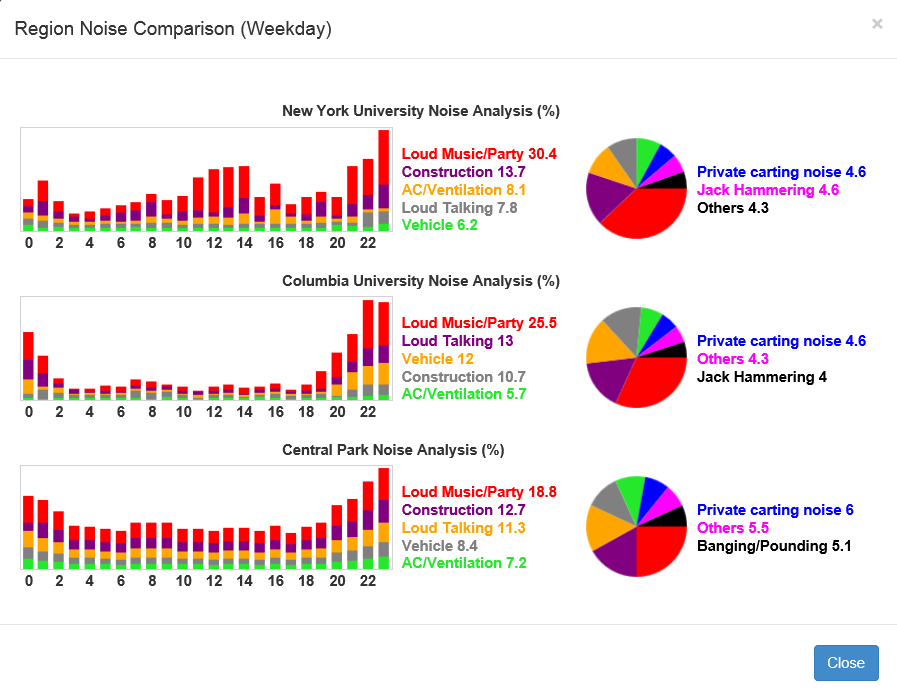 Region Noise Comparison (Weekday)
×
New York University Noise Analysis (%)
Loud Music/Party 30.4
Construction 13.7
AC/Ventilation 8.1
Loud Talking 7.8
Vehicle 6.2
Private carting noise 4.6
Jack Hammering 4.6
Others 4.3
0 2 4 6 8 10 12 14 16 18 20 22
Columbia University Noise Analysis (%)
Loud Music/Party 25.5
Loud Talking 13
Vehicle 12
Construction 10.7
AC/Ventilation 5.7
Private carting noise 4.6
Others 4.3
Jack Hammering 4
0 2 4 6 8 10 12 14 16 18 20 22
Central Park Noise Analysis (%)
Loud Music/Party 18.8
Construction 12.7
Loud Talking 11.3
Vehicle 8.4
AC/Ventilation 7.2
Private carting noise 6
Others 5.5
Banging/Pounding 5.1
0 2 4 6 8 10 12 14 16 18 20 22
Close